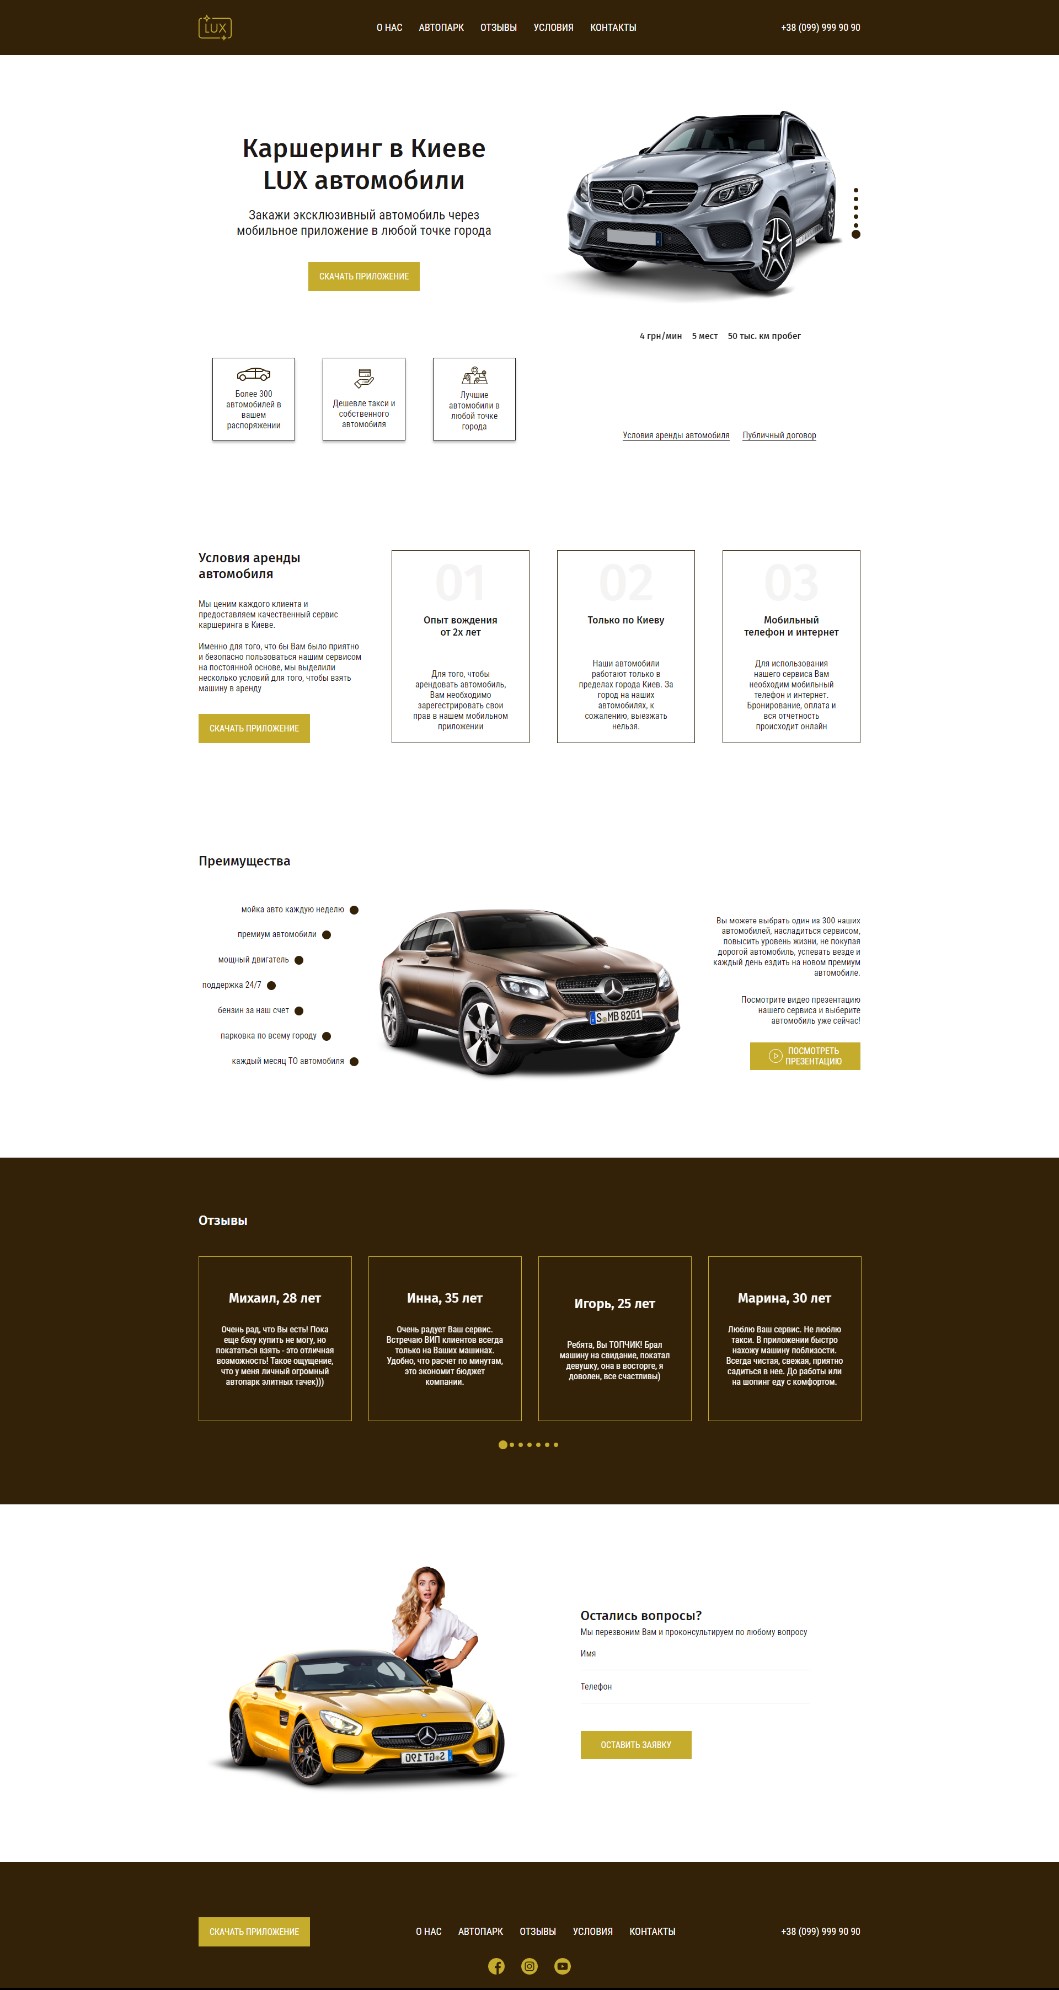 LUX
О НАС АВТОПАРК ОТЗЫВЫ УСЛОВИЯ КОНТАКТЫ
+38 (099) 999 90 90
Каршеринг в Киеве
LUX автомобили
Закажи эксклюзивный автомобиль через
мобильное приложение в любой точке города
СКАЧАТЬ ПРИЛОЖЕНИЕ
4 грн/мин 5 мест 50 тыс. км пробег
Более 300
автомобилей в
вашем
распоряжении
Дешевле такси и
собственного
автомобиля
Лучшие
автомобили в
любой точке
города
Условия аренды автомобиля Публичный договор
Условия аренды
автомобиля
Мы ценим каждого клиента и
предоставляем качественный сервис
каршеринга в Киеве.
Именно для того, что бы Вам было приятно
и безопасно пользоваться нашим сервисом
на постоянной основе, мы выделили
несколько условий для того, чтобы взять
машину в аренду
СКАЧАТЬ ПРИЛОЖЕНИЕ
01
Опыт вождения
от 2х лет
Для того, чтобы
арендовать автомобиль,
Вам необходимо
зарегестрировать свои
прав в нашем мобильном
приложении
02
Только по Киеву
Наши автомобили
работают только в
пределах города Киев. За
город на наших
автомобилях, к
сожалению, выезжать
нельзя.
03
Мобильный
телефон и интернет
Для использования
нашего сервиса Вам
необходим мобильный
телефон и интернет.
Бронирование, оплата и
вся отчетность
происходит онлайн
Преимущества
мойка авто каждую неделю
премиум автомобили
мощный двигатель
поддержка 24/7
бензин за наш счет
парковка по всему городу
каждый месяц ТО автомобиля
S MB 8201
Вы можете выбрать один из 300 наших
автомобилей, насладиться сервисом,
повысить уровень жизни, не покупая
дорогой автомобиль, успевать везде и
каждый день ездить на новом премиум
автомобиле.
Посмотрите видео презентацию
нашего сервиса и выберите
автомобиль уже сейчас!
ПОСМОТРЕТЬ
ПРЕЗЕНТАЦИЮ
Отзывы
Михаил, 28 лет
Очень рад, что Вы есть! Пока
еще бэху купить не могу, но
покататься взять - это отличная
возможность! Такое ощущение,
что у меня личный огромный
автопарк элитных тачек)))
Инна, 35 лет
Очень радует Ваш сервис.
Встречаю ВИП клиентов всегда
только на Ваших машинах.
Удобно, что расчет по минутам,
это экономит бюджет
компании.
Игорь, 25 лет
Ребята, Вы ТОПЧИК! Брал
машину на свидание, покатал
девушку, она в восторге, я
доволен, все счастливы)
Марина, 30 лет
Люблю Ваш сервис. Не люблю
такси. В приложении быстро
нахожу машину поблизости.
Всегда чистая, свежая, приятно
садиться в нее. До работы или
на шопинг еду с комфортом.
S GT 190
Остались вопросы?
Мы перезвоним Вам и проконсультируем по любому вопросу
Имя
Телефон
ОСТАВИТЬ ЗАЯВКУ
СКАЧАТЬ ПРИЛОЖЕНИЕ
О НАС АВТОПАРК ОТЗЫВЫ УСЛОВИЯ КОНТАКТЫ
+38 (099) 999 90 90